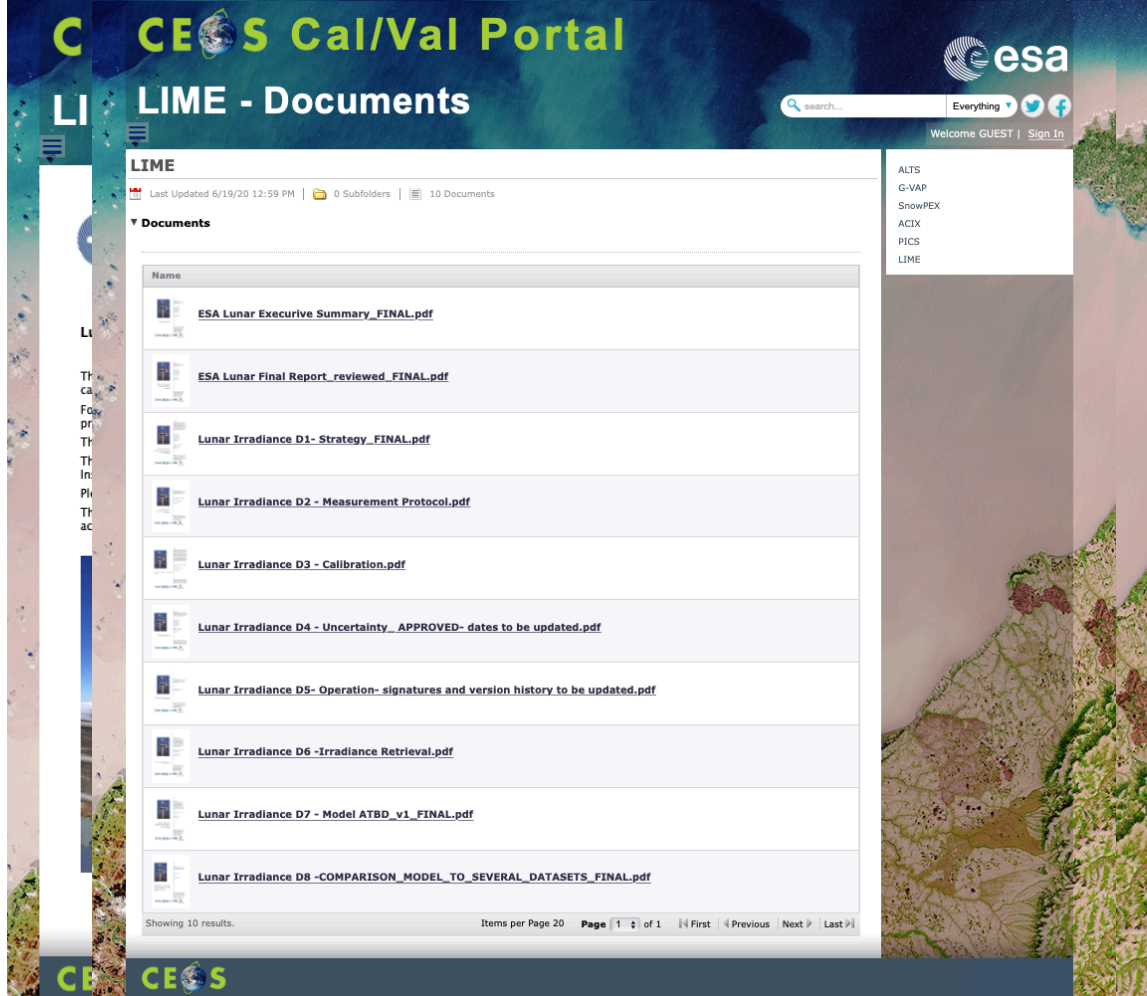 C
CEOS Cal/Val Portal
esa
LI
LIME - Documents
search...
Everything
Welcome GUEST | Sign In
LIME
Last Updated 6/19/20 12:59 PM | 0 Subfolders | 10 Documents
Documents
ALTS
G-VAP
SnowPEX
ACIX
PICS
LIME
Name
ESA Lunar Execurive Summary_FINAL.pdf
ESA Lunar Final Report_reviewed_FINAL.pdf
Lunar Irradiance D1- Strategy_FINAL.pdf
Lunar Irradiance D2 - Measurement Protocol.pdf
Lunar Irradiance D3 - Calibration.pdf
Lunar Irradiance D4 - Uncertainty_ APPROVED- dates to be updated.pdf
Lunar Irradiance D5- Operation- signatures and version history to be updated.pdf
Lunar Irradiance D6 -Irradiance Retrieval.pdf
Lunar Irradiance D7 - Model ATBD_v1_FINAL.pdf
Lunar Irradiance D8 -COMPARISON_MODEL_TO_SEVERAL_DATASETS_FINAL.pdf
Showing 10 results.
Items per Page 20 Page 1 of 1 First Previous Next Last
CE
CEOS